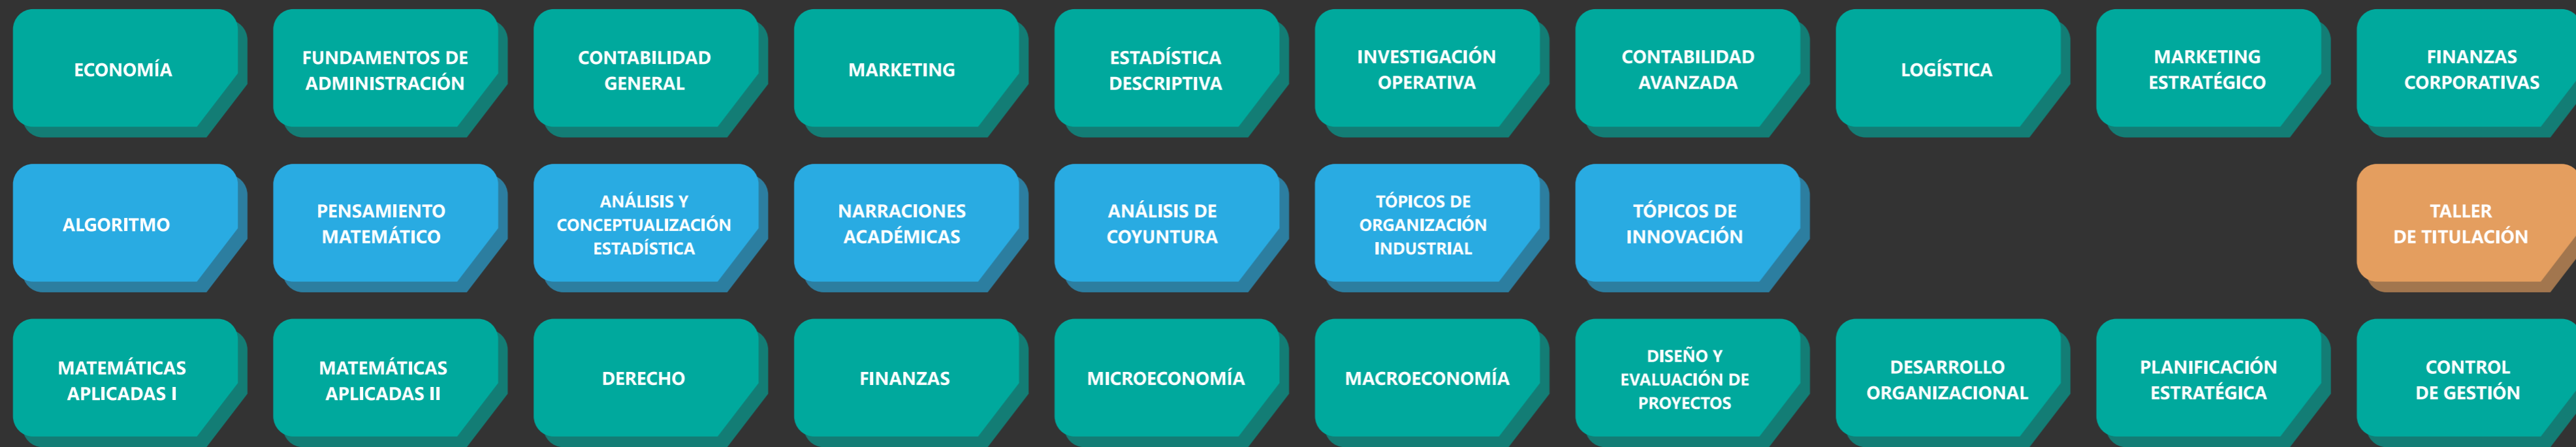 ECONOMÍA
FUNDAMENTOS DE
ADMINISTRACIÓN
CONTABILIDAD
GENERAL
MARKETING
ESTADÍSTICA
DESCRIPTIVA
INVESTIGACIÓN
OPERATIVA
CONTABILIDAD
AVANZADA
LOGÍSTICA
MARKETING
ESTRATÉGICO
FINANZAS
CORPORATIVAS
ALGORITMO
PENSAMIENTO
MATEMÁTICO
ANÁLISIS Y
CONCEPTUALIZACIÓN
ESTADÍSTICA
NARRACIONES
ACADÉMICAS
ANÁLISIS DE
COYUNTURA
TÓPICOS DE
ORGANIZACIÓN
INDUSTRIAL
TÓPICOS DE
INNOVACIÓN
TALLER
DE TITULACIÓN
MATEMÁTICAS
APLICADAS I
MATEMÁTICAS
APLICADAS II
DERECHO
FINANZAS
MICROECONOMÍA
MACROECONOMÍA
DISEÑO Y
EVALUACIÓN DE
PROYECTOS
DESARROLLO
ORGANIZACIONAL
PLANIFICACIÓN
ESTRATÉGICA
CONTROL
DE GESTIÓN